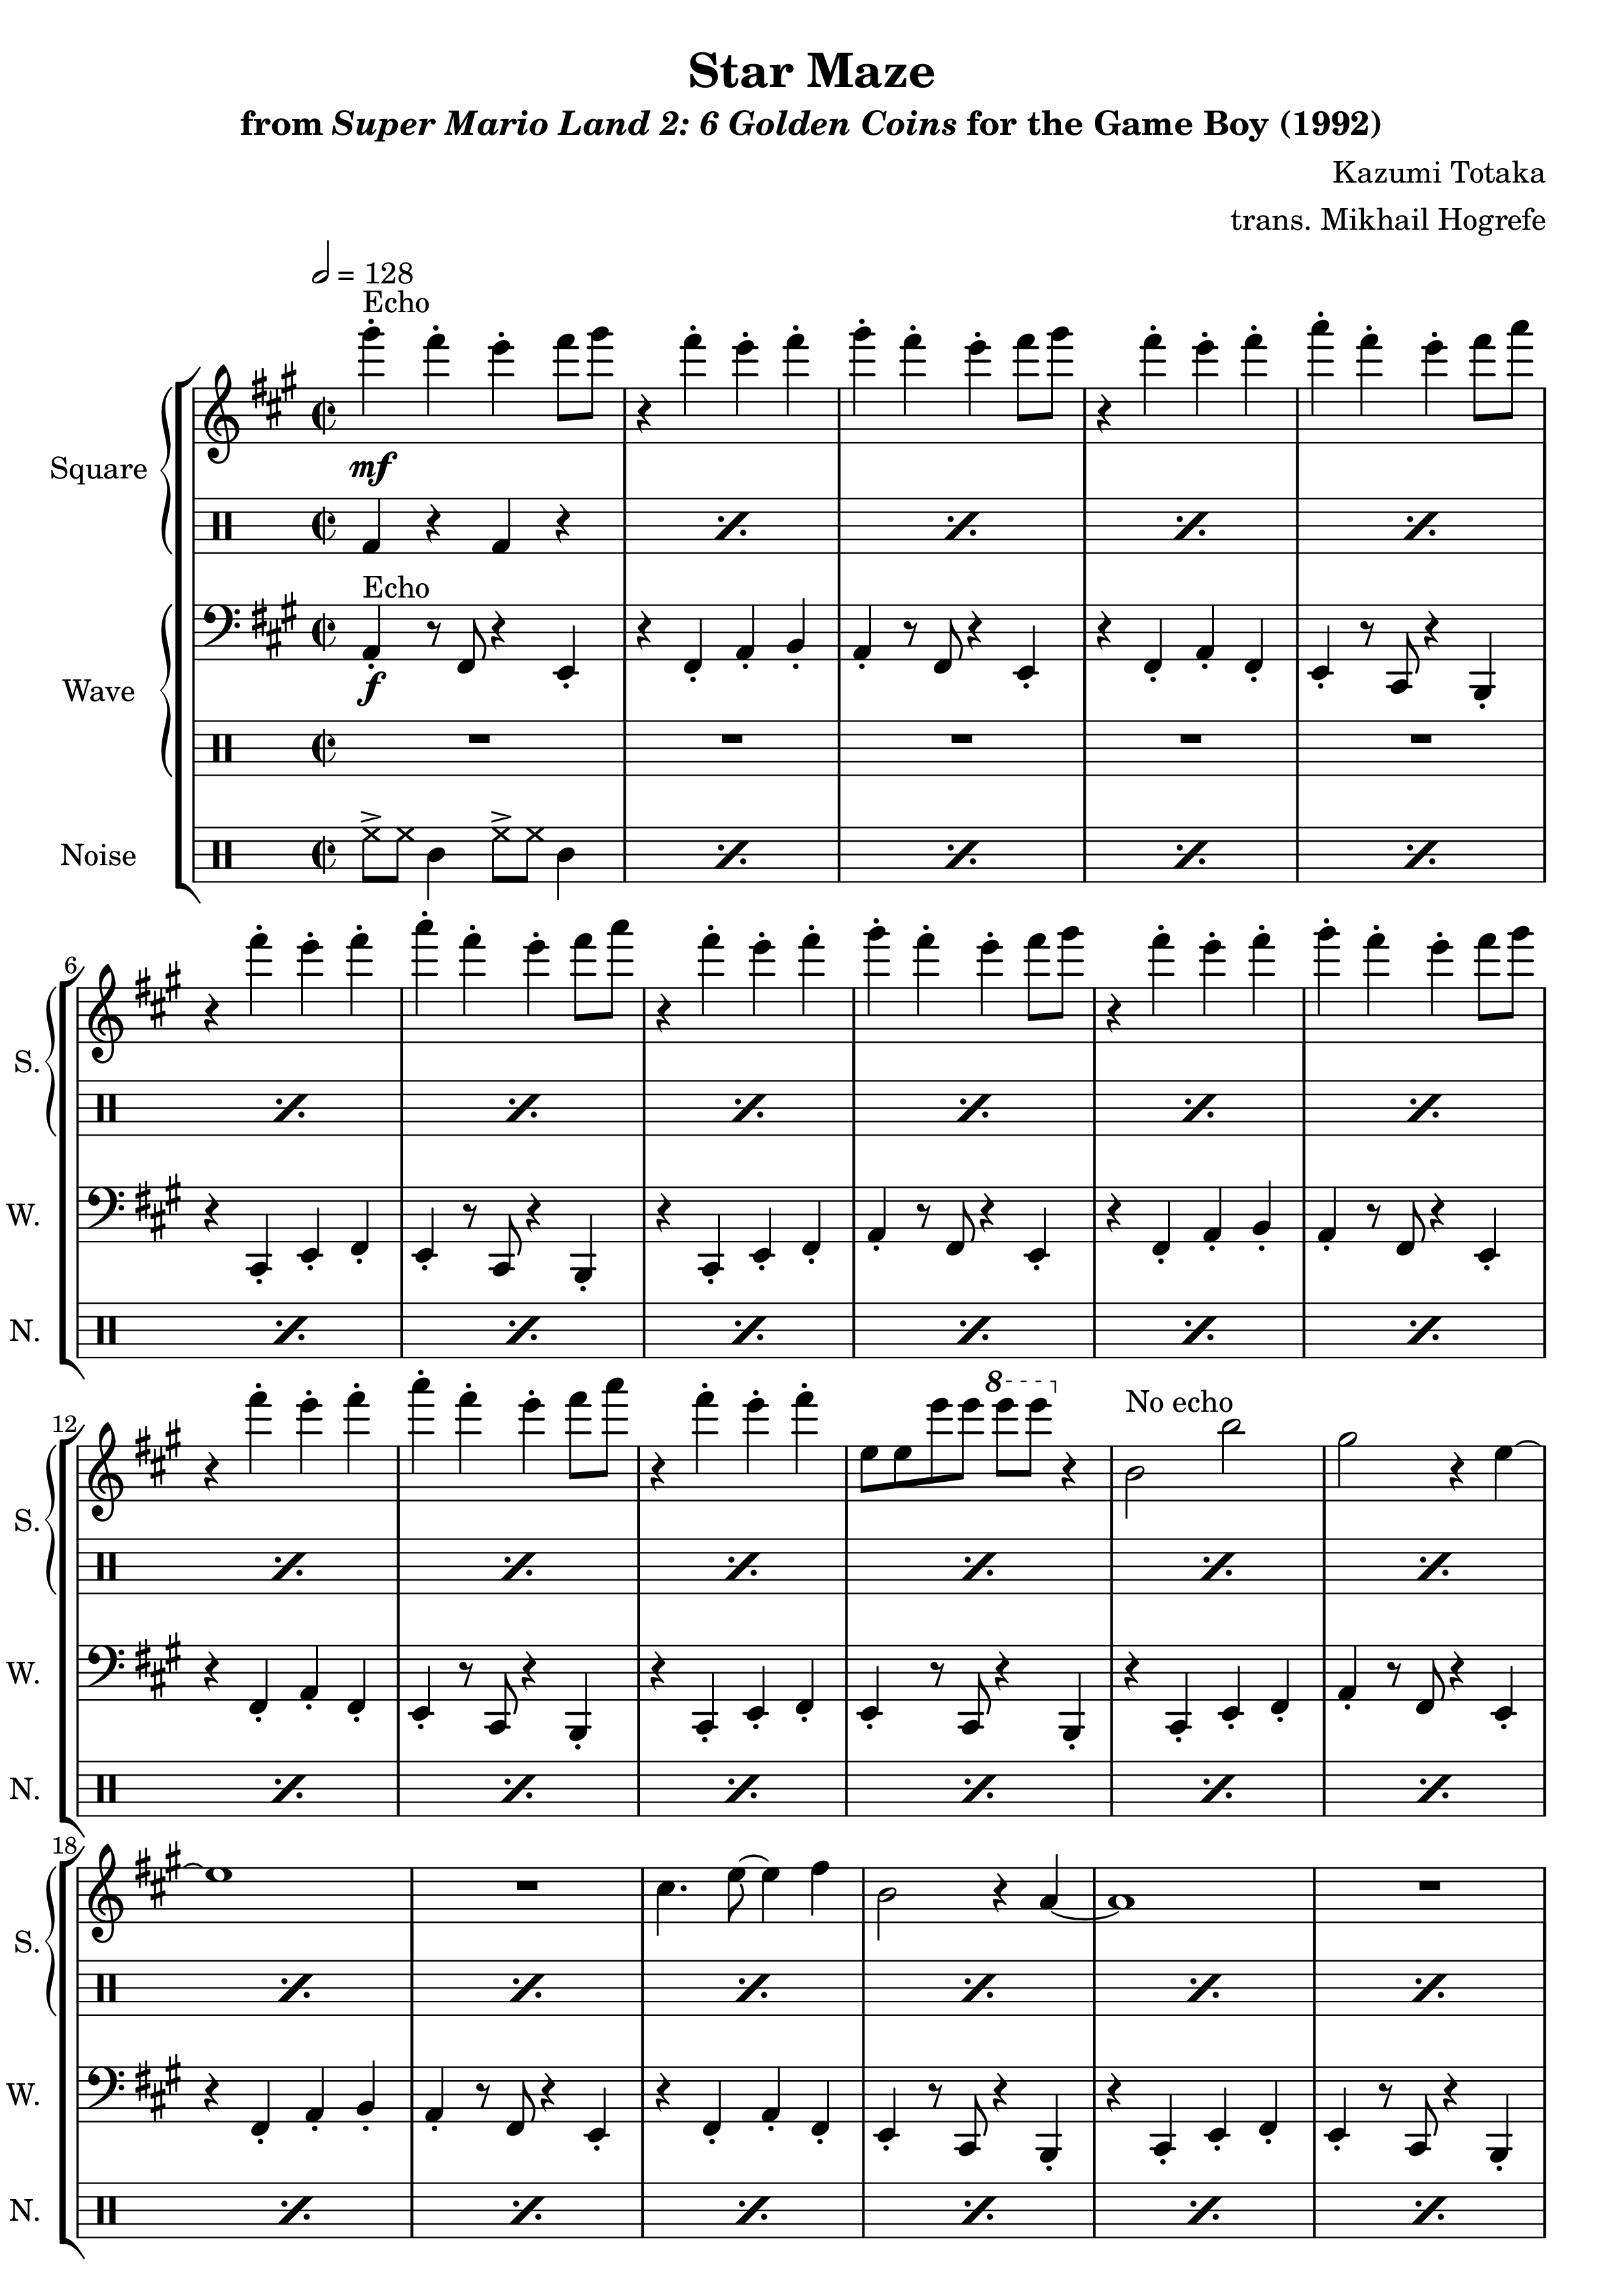 Star Maze
from Super Mario Land 2: 6 Golden Coins for the Game Boy (1992)
Kazumi Totaka
trans. Mikhail Hogrefe
= 128
Echo
Square
mf
Echo
Wave
f
Noise
6
S.
W.
N.
12
8
No echo
S.
W.
N.
18
S.
W.
N.